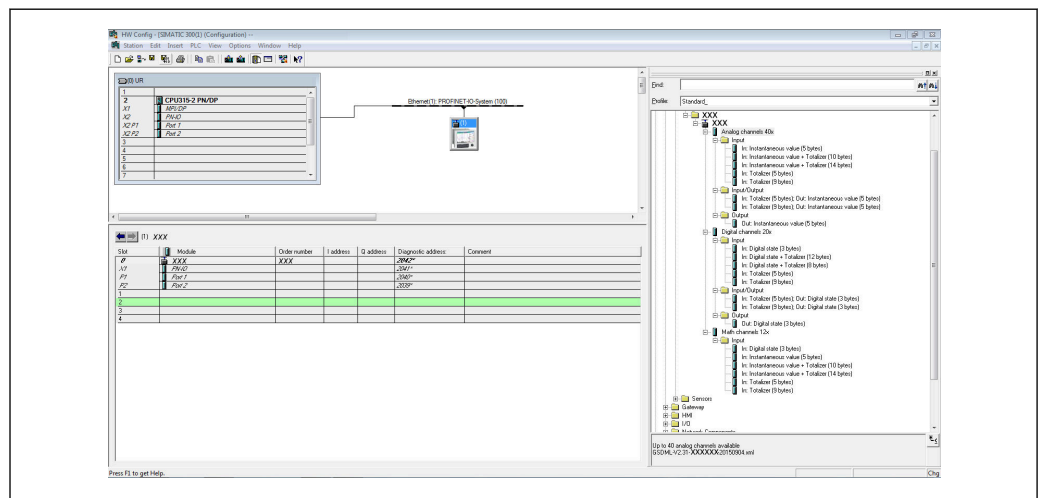 HW Config - [SIMATIC 300(1) (Configuration) --
Station Edit Insert PLC View Options Window Help
(0) UR
1
2 CPU315-2 PN/DP
X1 MPI/DP
X2 PN-IO
X2 P1 Port 1
X2 P2 Port 2
3
4
5
6
7
Ethernet(1): PROFINET-IO-System (100)
(1) XXX
Slot Module Order number I address Q address Diagnostic address: Comment
0 XXX XXX 2042*
X1 PN-IO 2041*
P1 Port 1 2040*
P2 Port 2 2039*
1
2
3
4
Find:
Profile: Standard_
XXX
XXX
Analog channels 40x
Input
In: Instantaneous value (5 bytes)
In: Instantaneous value + Totalizer (10 bytes)
In: Instantaneous value + Totalizer (14 bytes)
In: Totalizer (5 bytes)
In: Totalizer (9 bytes)
Input/Output
In: Totalizer (5 bytes); Out: Instantaneous value (5 bytes)
In: Totalizer (9 bytes); Out: Instantaneous value (5 bytes)
Output
Out: Instantaneous value (5 bytes)
Digital channels 20x
Input
In: Digital state (3 bytes)
In: Digital state + Totalizer (12 bytes)
In: Digital state + Totalizer (8 bytes)
In: Totalizer (5 bytes)
In: Totalizer (9 bytes)
Input/Output
In: Totalizer (5 bytes); Out: Digital state (3 bytes)
In: Totalizer (9 bytes); Out: Digital state (3 bytes)
Output
Out: Digital state (3 bytes)
Math channels 12x
Input
In: Digital state (3 bytes)
In: Instantaneous value (5 bytes)
In: Instantaneous value + Totalizer (10 bytes)
In: Instantaneous value + Totalizer (14 bytes)
In: Totalizer (5 bytes)
In: Totalizer (9 bytes)
Sensors
Gateway
HMI
I/O
Up to 40 analog channels available
GSDML-V2.31-XXXXXX-20150904.xml
Press F1 to get Help.
Chg